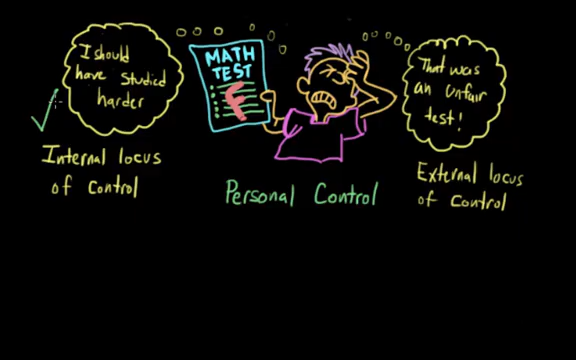 I should
have studied
harder
MATH
TEST
F
That was
an unfair
test!
Internal locus
of control
Personal Control
External locus
of control